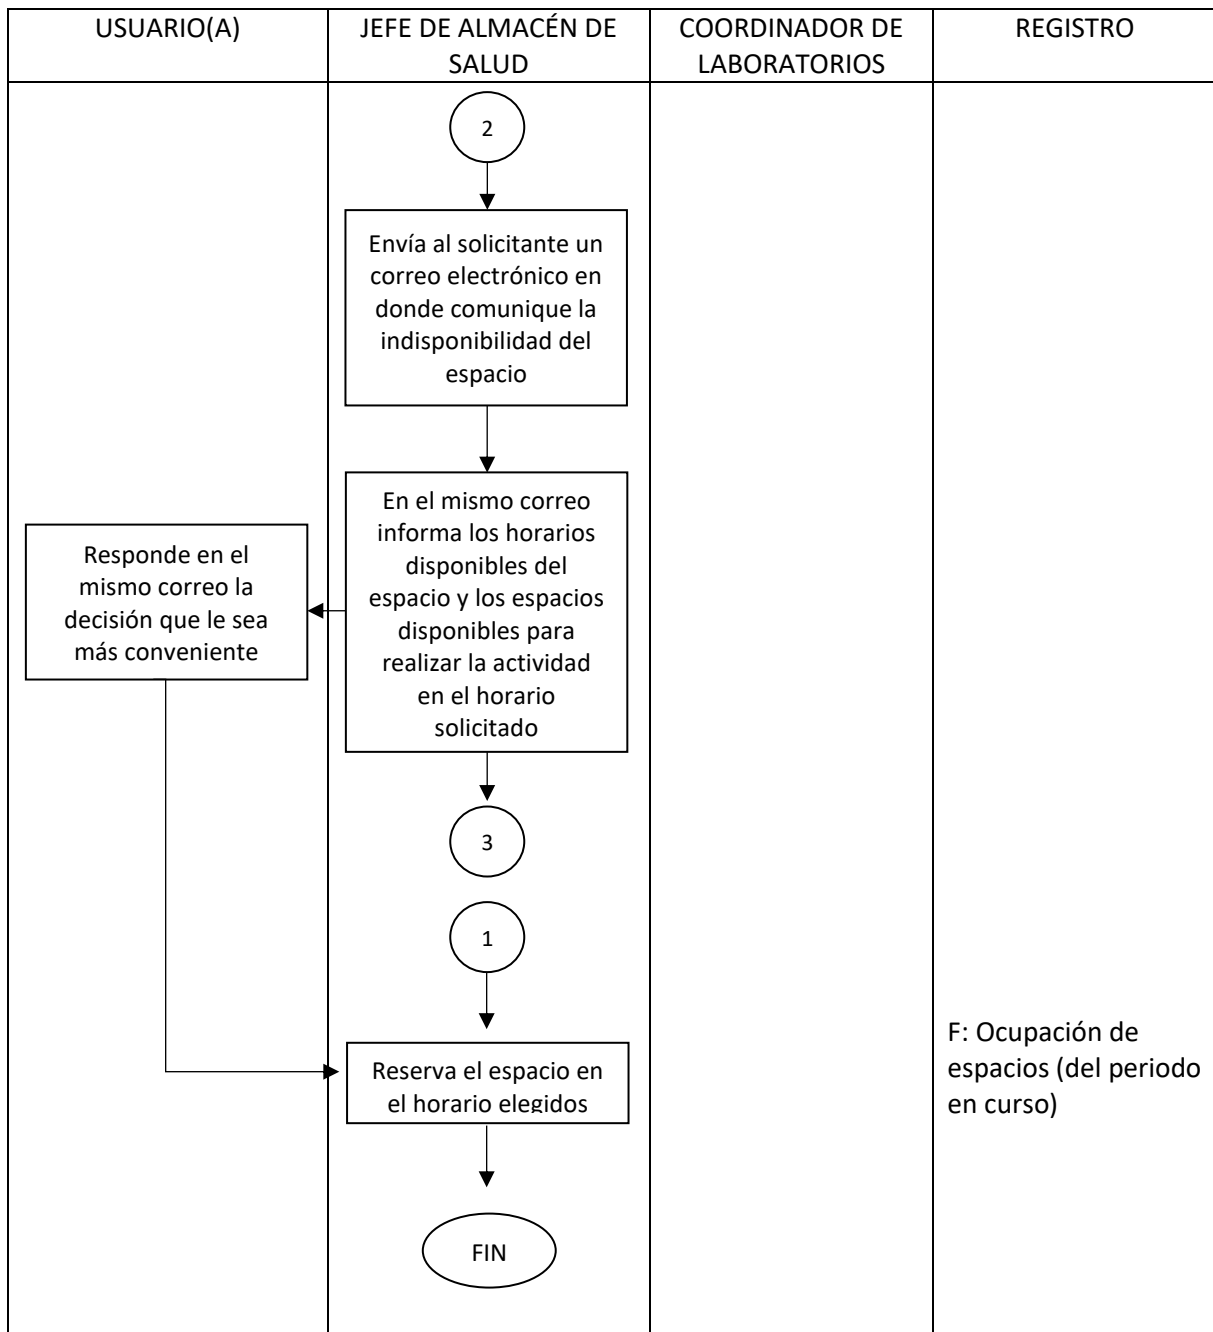 USUARIO(A)
JEFE DE ALMACÉN DE
SALUD
COORDINADOR DE
LABORATORIOS
REGISTRO
2
Envía al solicitante un
correo electrónico en
donde comunique la
indisponibilidad del
espacio
En el mismo correo
informa los horarios
disponibles del
espacio y los espacios
disponibles para
realizar la actividad
en el horario
solicitado
Responde en el
mismo correo la
decisión que le sea
más conveniente
3
1
Reserva el espacio en
el horario elegidos
F: Ocupación de
espacios (del periodo
en curso)
FIN